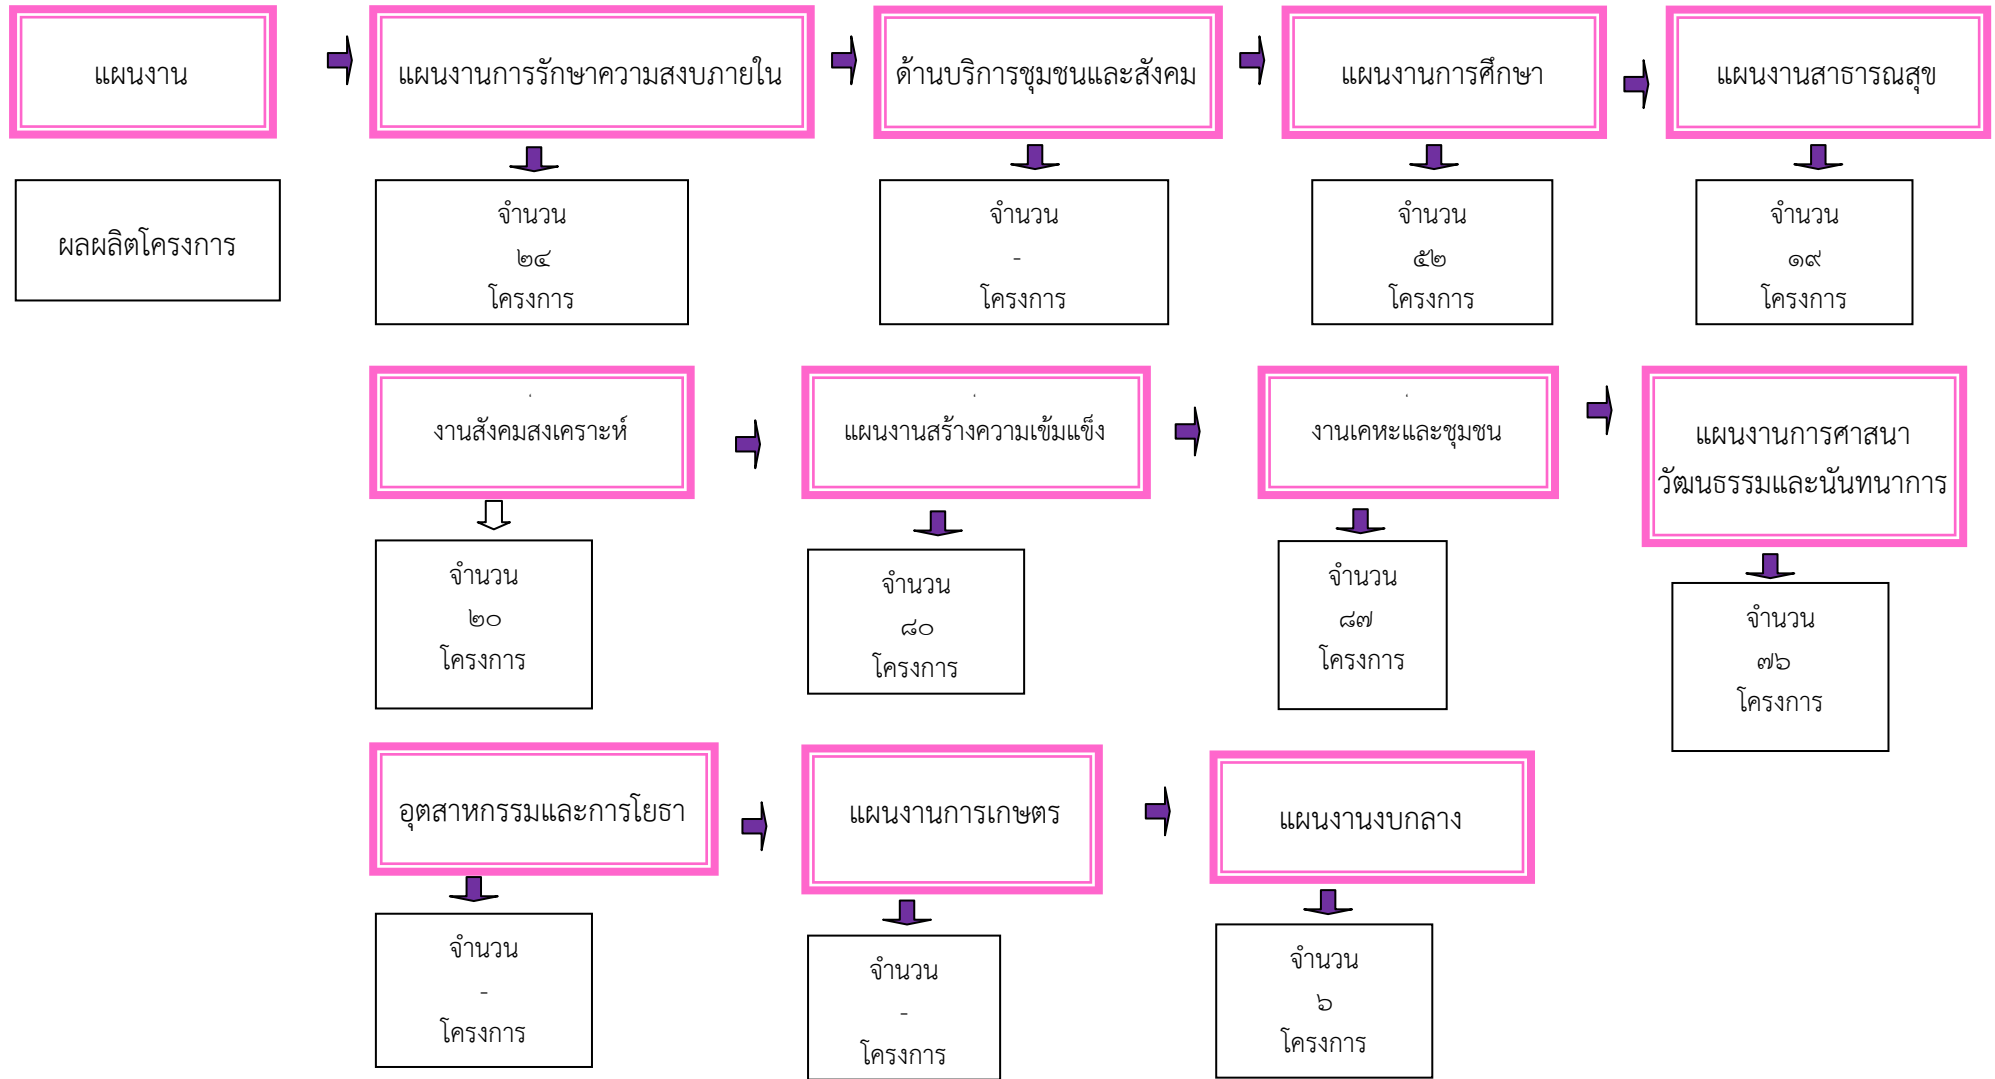 แผนงาน
แผนงานการรักษาความสงบภายใน
ด้านบริการชุมชนและสังคม
แผนงานการศึกษา
แผนงานสาธารณสุข
ผลผลิตโครงการ
จำนวน
๒๔
โครงการ
จำนวน
-
โครงการ
จำนวน
๕๒
โครงการ
จำนวน
๑๙
โครงการ
งานสังคมสงเคราะห์
แผนงานสร้างความเข้มแข็ง
งานเคหะและชุมชน
แผนงานการศาสนา
วัฒนธรรมและนันทนาการ
จำนวน
๒๐
โครงการ
จำนวน
๘๐
โครงการ
จำนวน
๘๗
โครงการ
จำนวน
๗๖
โครงการ
อุตสาหกรรมและการโยธา
แผนงานการเกษตร
แผนงานงบกลาง
จำนวน
-
โครงการ
จำนวน
-
โครงการ
จำนวน
๖
โครงการ